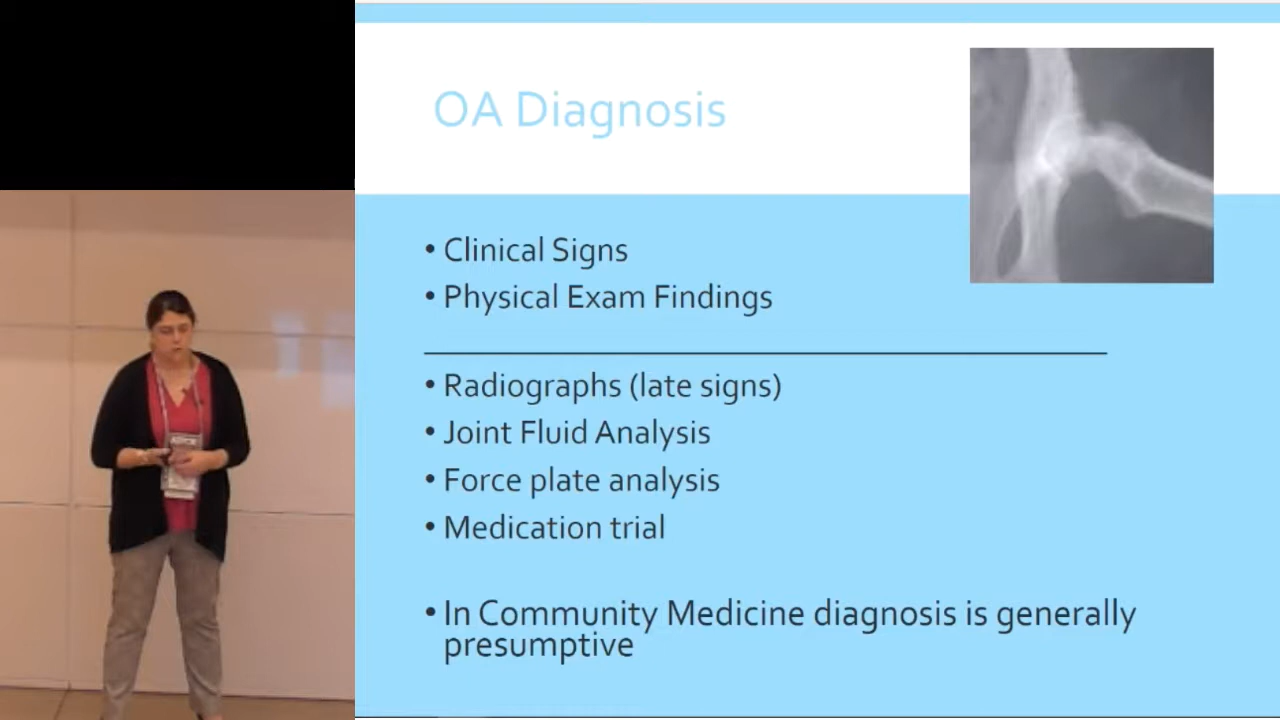 OA Diagnosis
• Clinical Signs
• Physical Exam Findings
• Radiographs (late signs)
• Joint Fluid Analysis
• Force plate analysis
• Medication trial
• In Community Medicine diagnosis is generally
presumptive